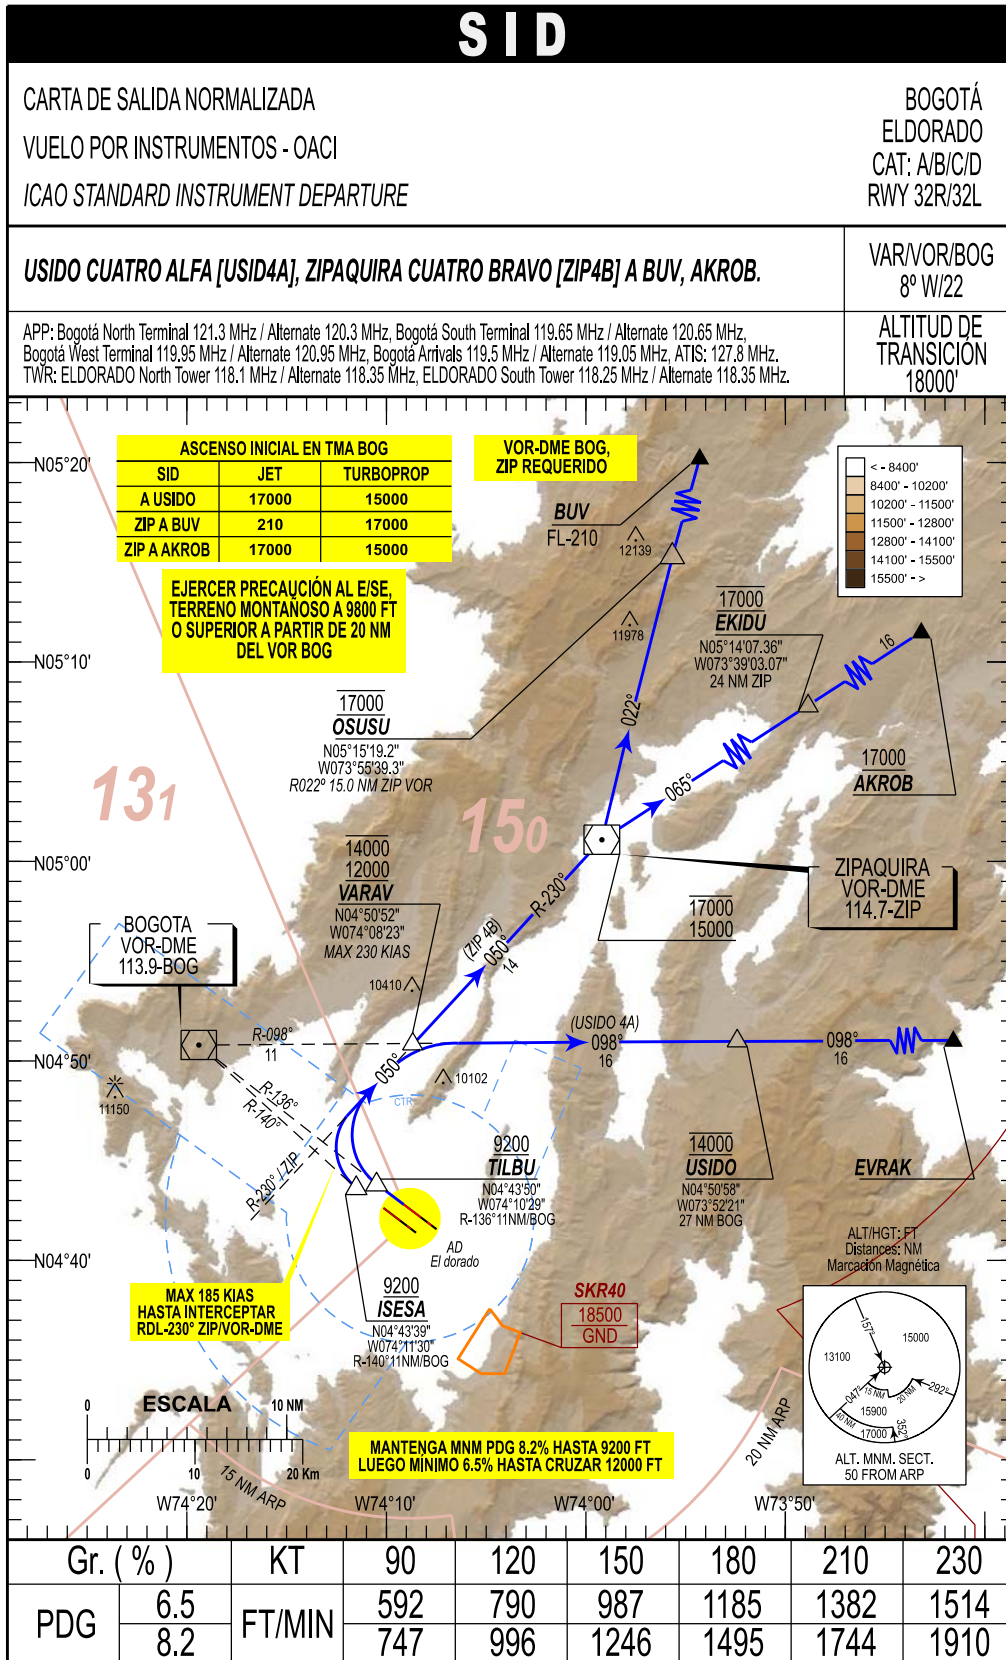 SID
CARTA DE SALIDA NORMALIZADA
VUELO POR INSTRUMENTOS - OACI
ICAO STANDARD INSTRUMENT DEPARTURE
BOGOTÁ
ELDORADO
CAT: A/B/C/D
RWY 32R/32L
USIDO CUATRO ALFA [USID4A], ZIPAQUIRA CUATRO BRAVO [ZIP4B] A BUV, AKROB.
VAR/VOR/BOG
8º W/22
APP: Bogotá North Terminal 121.3 MHz / Alternate 120.3 MHz, Bogotá South Terminal 119.65 MHz / Alternate 120.65 MHz,
Bogotá West Terminal 119.95 MHz / Alternate 120.95 MHz, Bogotá Arrivals 119.5 MHz / Alternate 119.05 MHz, ATIS: 127.8 MHz.
TWR: ELDORADO North Tower 118.1 MHz / Alternate 118.35 MHz, ELDORADO South Tower 118.25 MHz / Alternate 118.35 MHz.
ALTITUD DE
TRANSICIÓN
18000'
ASCENSO INICIAL EN TMA BOG
SID JET TURBOPROP
A USIDO 17000 15000
ZIP A BUV 210 17000
ZIP A AKROB 17000 15000
VOR-DME BOG,
ZIP REQUERIDO
< - 8400'
8400' - 10200'
10200' - 11500'
11500' - 12800'
12800' - 14100'
14100' - 15500'
15500' - >
N05°20'
BUV
FL-210
12139
EJERCER PRECAUCIÓN AL E/SE,
TERRENO MONTAÑOSO A 9800 FT
O SUPERIOR A PARTIR DE 20 NM
DEL VOR BOG
11978
17000
EKIDU
N05°14'07.36"
W073°39'03.07"
24 NM ZIP
16
N05°10'
17000
OSUSU
N05°15'19.2"
W073°55'39.3"
R022º 15.0 NM ZIP VOR
022°
065°
17000
AKROB
131
150
14000
12000
VARAV
N04°50'52"
W074°08'23"
MAX 230 KIAS
N05°00'
R-230°
ZIPAQUIRA
VOR-DME
114.7-ZIP
17000
15000
BOGOTA
VOR-DME
113.9-BOG
(ZIP 4B)
050°
14
10410
R-098°
11
(USIDO 4A)
098°
16
098°
16
N04°50'
050°
10102
11150
R-136°
R-140°
CTR
R-230° / ZIP
9200
TILBU
N04°43'50"
W074°10'29"
R-136°11NM/BOG
14000
USIDO
N04°50'58"
W073°52'21"
27 NM BOG
EVRAK
AD
El dorado
N04°40'
ALT/HGT: FT
Distances: NM
Marcación Magnética
MAX 185 KIAS
HASTA INTERCEPTAR
RDL-230° ZIP/VOR-DME
9200
ISESA
N04°43'39"
W074°11'30"
R-140°11NM/BOG
SKR40
18500
GND
157°
15000
13100
047°
15 NM
20 NM
292°
40 NM
15900
17000
352°
ALT. MNM. SECT.
50 FROM ARP
ESCALA
0 10 NM
0 10 20 Km
15 NM ARP
20 NM ARP
MANTENGA MNM PDG 8.2% HASTA 9200 FT
LUEGO MINIMO 6.5% HASTA CRUZAR 12000 FT
W74°20' W74°10' W74°00' W73°50'
Gr. ( % ) KT 90 120 150 180 210 230
PDG 6.5 FT/MIN 592 790 987 1185 1382 1514
8.2 747 996 1246 1495 1744 1910